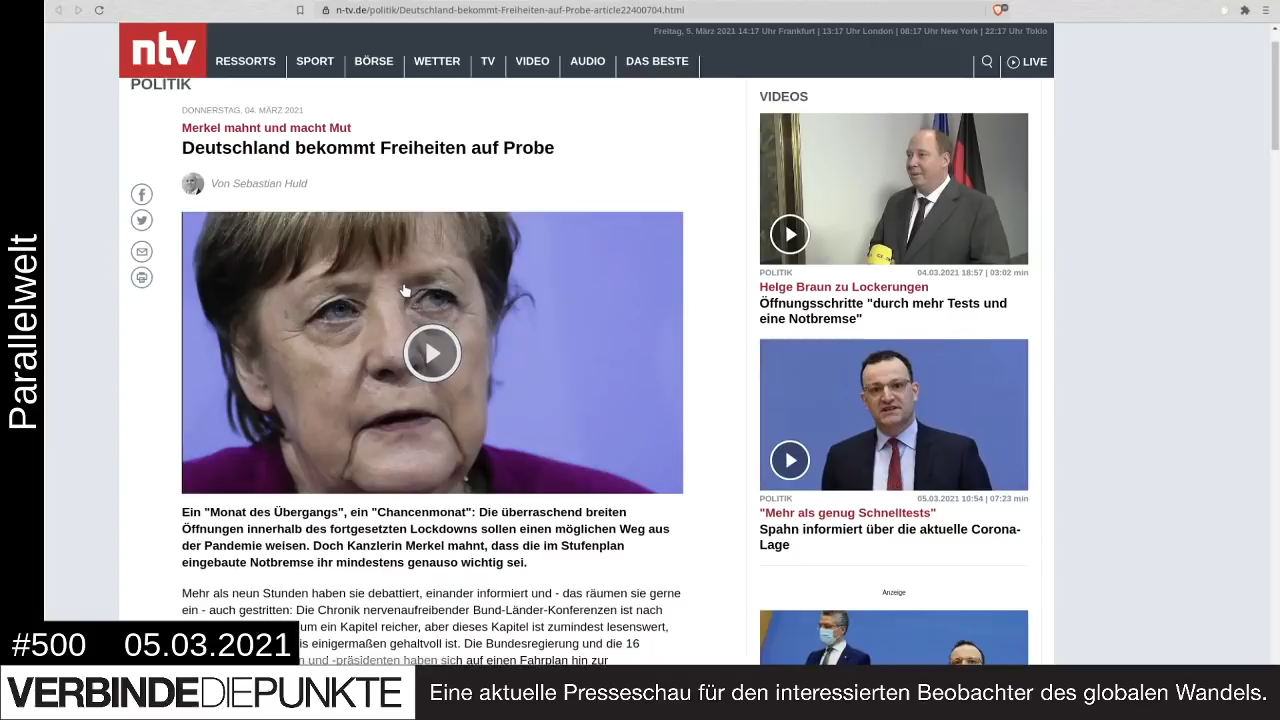 n-tv.de/politik/Deutschland-bekommt-Freiheiten-auf-Probe-article22400704.html
Freitag, 5. März 2021 14:17 Uhr Frankfurt | 13:17 Uhr London | 08:17 Uhr New York | 22:17 Uhr Tokio
ntv
RESSORTS SPORT BÖRSE WETTER TV VIDEO AUDIO DAS BESTE LIVE
POLITIK
DONNERSTAG, 04. MÄRZ 2021
Merkel mahnt und macht Mut
Deutschland bekommt Freiheiten auf Probe
Von Sebastian Huld
Ein "Monat des Übergangs", ein "Chancenmonat": Die überraschend breiten
Öffnungen innerhalb des fortgesetzten Lockdowns sollen einen möglichen Weg aus
der Pandemie weisen. Doch Kanzlerin Merkel mahnt, dass die im Stufenplan
eingebaute Notbremse ihr mindestens genauso wichtig sei.
Mehr als neun Stunden haben sie debattiert, einander informiert und - das räumen sie gerne
ein - auch gestritten: Die Chronik nervenaufreibender Bund-Länder-Konferenzen ist nach
um ein Kapitel reicher, aber dieses Kapitel ist zumindest lesenswert,
is einigermaßen gehaltvoll ist. Die Bundesregierung und die 16
n und -präsidenten haben sich auf einen Fahrplan hin zur
VIDEOS
POLITIK 04.03.2021 18:57 | 03:02 min
Helge Braun zu Lockerungen
Öffnungsschritte "durch mehr Tests und
eine Notbremse"
POLITIK 05.03.2021 10:54 | 07:23 min
"Mehr als genug Schnelltests"
Spahn informiert über die aktuelle Corona-
Lage
Anzeige
Parallelwelt
#500 05.03.2021
VERBINDEDIEPUNKTE
Eine aktuelle Presseschau für den interessierten Beobachter des globalen Wandels.